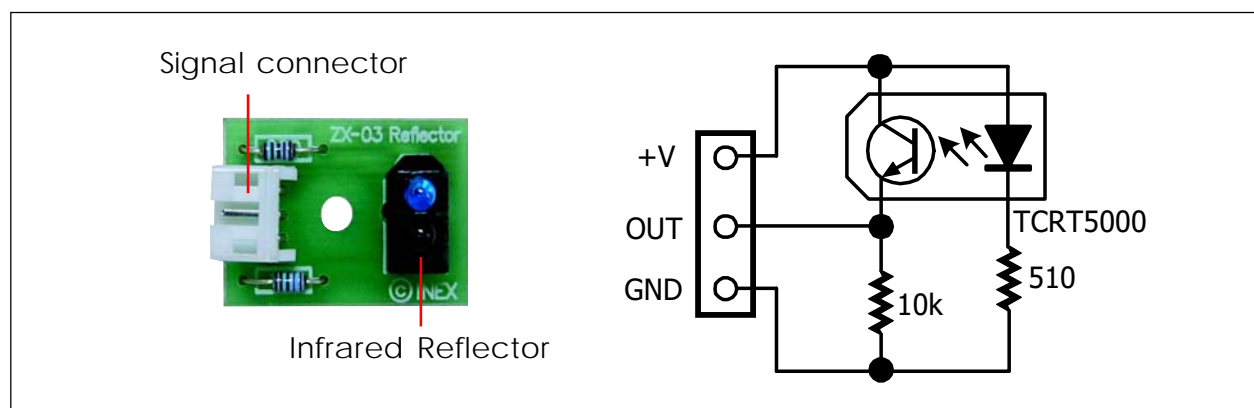 Signal connector
ZX-03 Reflector
© INEX
Infrared Reflector
+V
OUT
GND
TCRT5000
510
10k